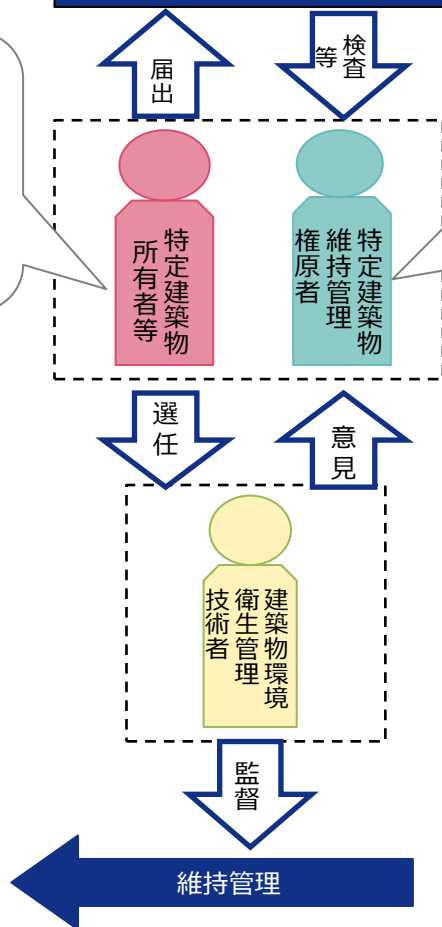 届出
検査
等
特定建築物
所有者等
特定建築物
維持管理
権原者
選任
意見
建築物環境
衛生管理
技術者
監督
維持管理